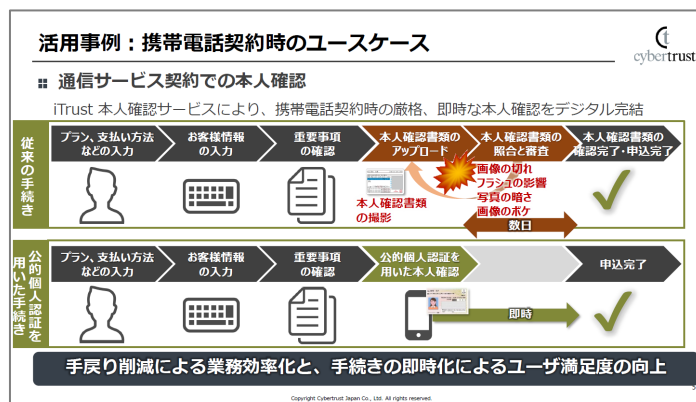 活用事例：携帯電話契約時のユースケース
cybertrust
通信サービス契約での本人確認
iTrust 本人確認サービスにより、携帯電話契約時の厳格、即時な本人確認をデジタル完結
従来の手続き
プラン、支払い方法
などの入力
お客様情報
の入力
重要事項
の確認
本人確認書類の
アップロード
本人確認書類の
照合と審査
本人確認書類の
確認完了・申込完了
本人確認書類
の撮影
画像の切れ
フラッシュの影響
写真の暗さ
画像のボケ
数日
公的個人認証を
用いた手続き
プラン、支払い方法
などの入力
お客様情報
の入力
重要事項
の確認
公的個人認証を
用いた本人確認
申込完了
即時
手戻り削減による業務効率化と、手続きの即時化によるユーザ満足度の向上
Copyright Cybertrust Japan Co., Ltd. All rights reserved.